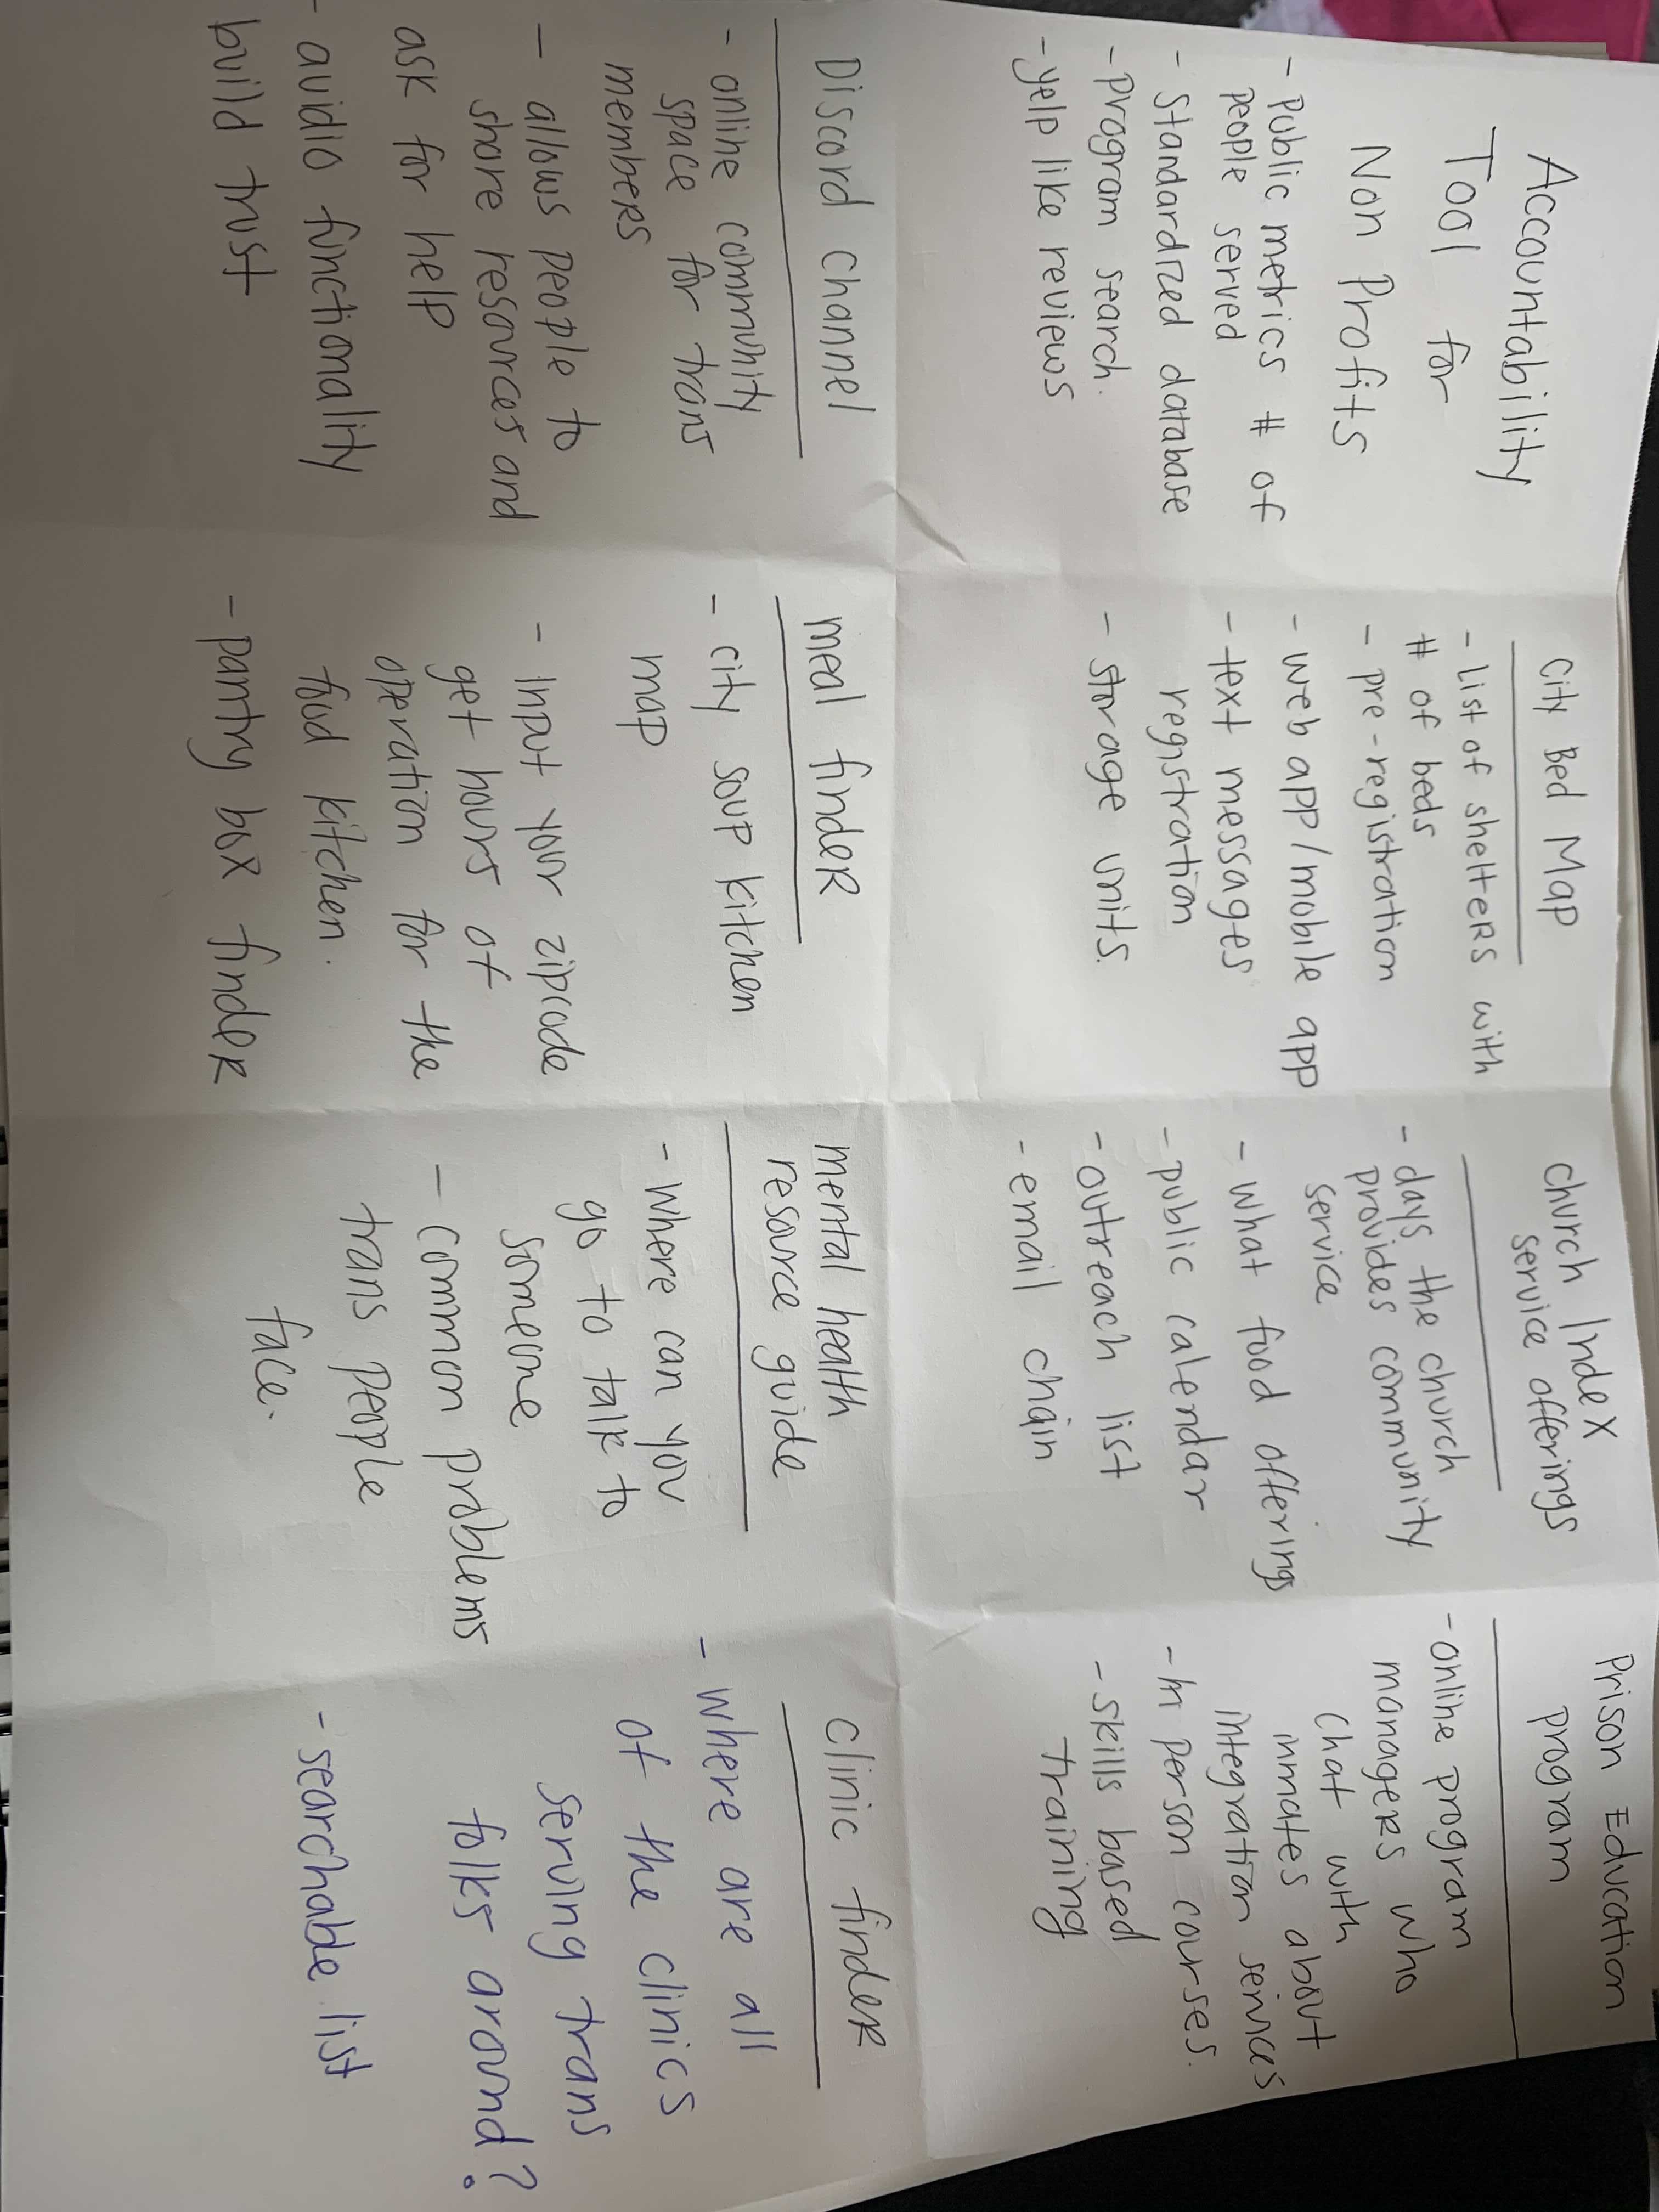 Accountability
Tool for
Non Profits
- Public metrics # of
people served
- Standardized database
- program search.
- yelp like reviews
City Bed Map
- list of shelters with
# of beds
- pre-registration
- web app/mobile app
- text messages
registration
- storage units.
Church Index
service offerings
- days the church
provides community
service
- what food offerings
- public calendar
- outreach list
- email chain
Prison Education
program
- online program
managers who
chat with
inmates about
integration services
- In person courses.
- skills based
training
Discord channel
- online community
space for trans
members
- allows people to
share resources and
ask for help
- avidio functionality
build trust
meal finder
- city soup kitchen
map
- Input your zipcode
get hours of
operation for the
food kitchen.
- pantry box finder
mental health
resource guide
- where can you
go to talk to
someone
- common problems
trans people
face.
clinic finder
- where are all
of the clinics
serving trans
folks around?
- searchable list